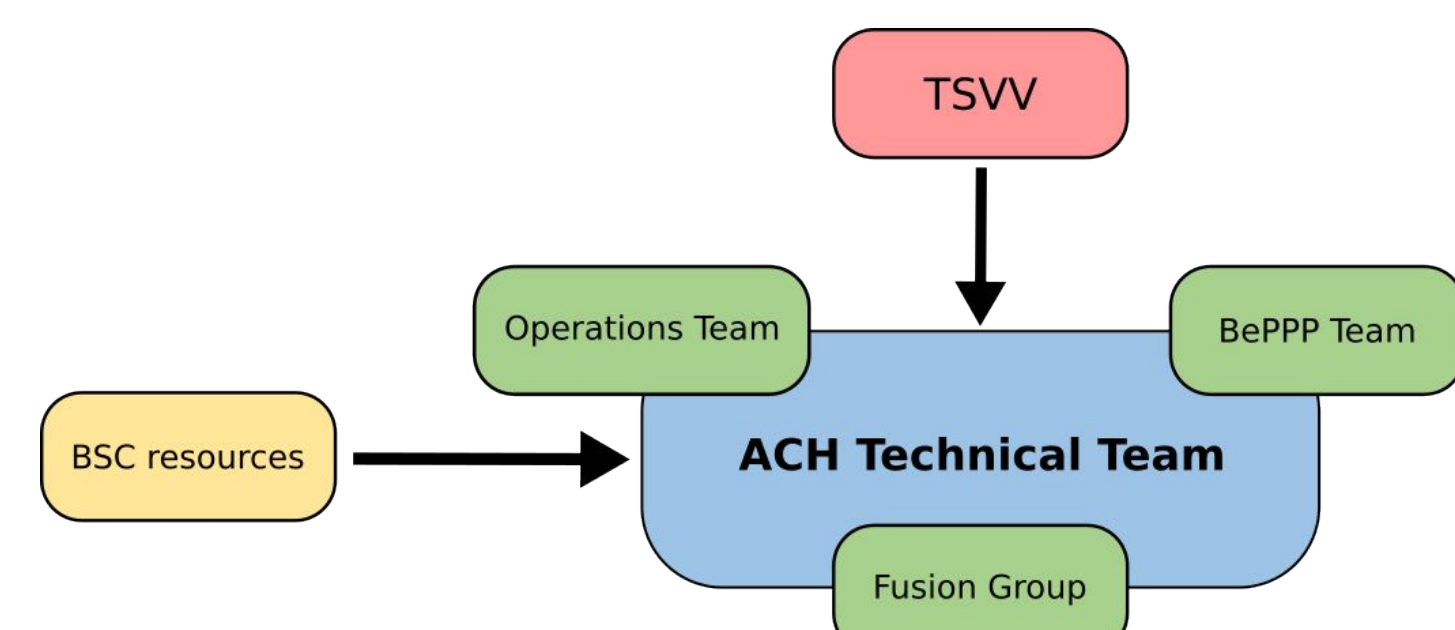 TSVV
Operations Team
BePPP Team
BSC resources
ACH Technical Team
Fusion Group